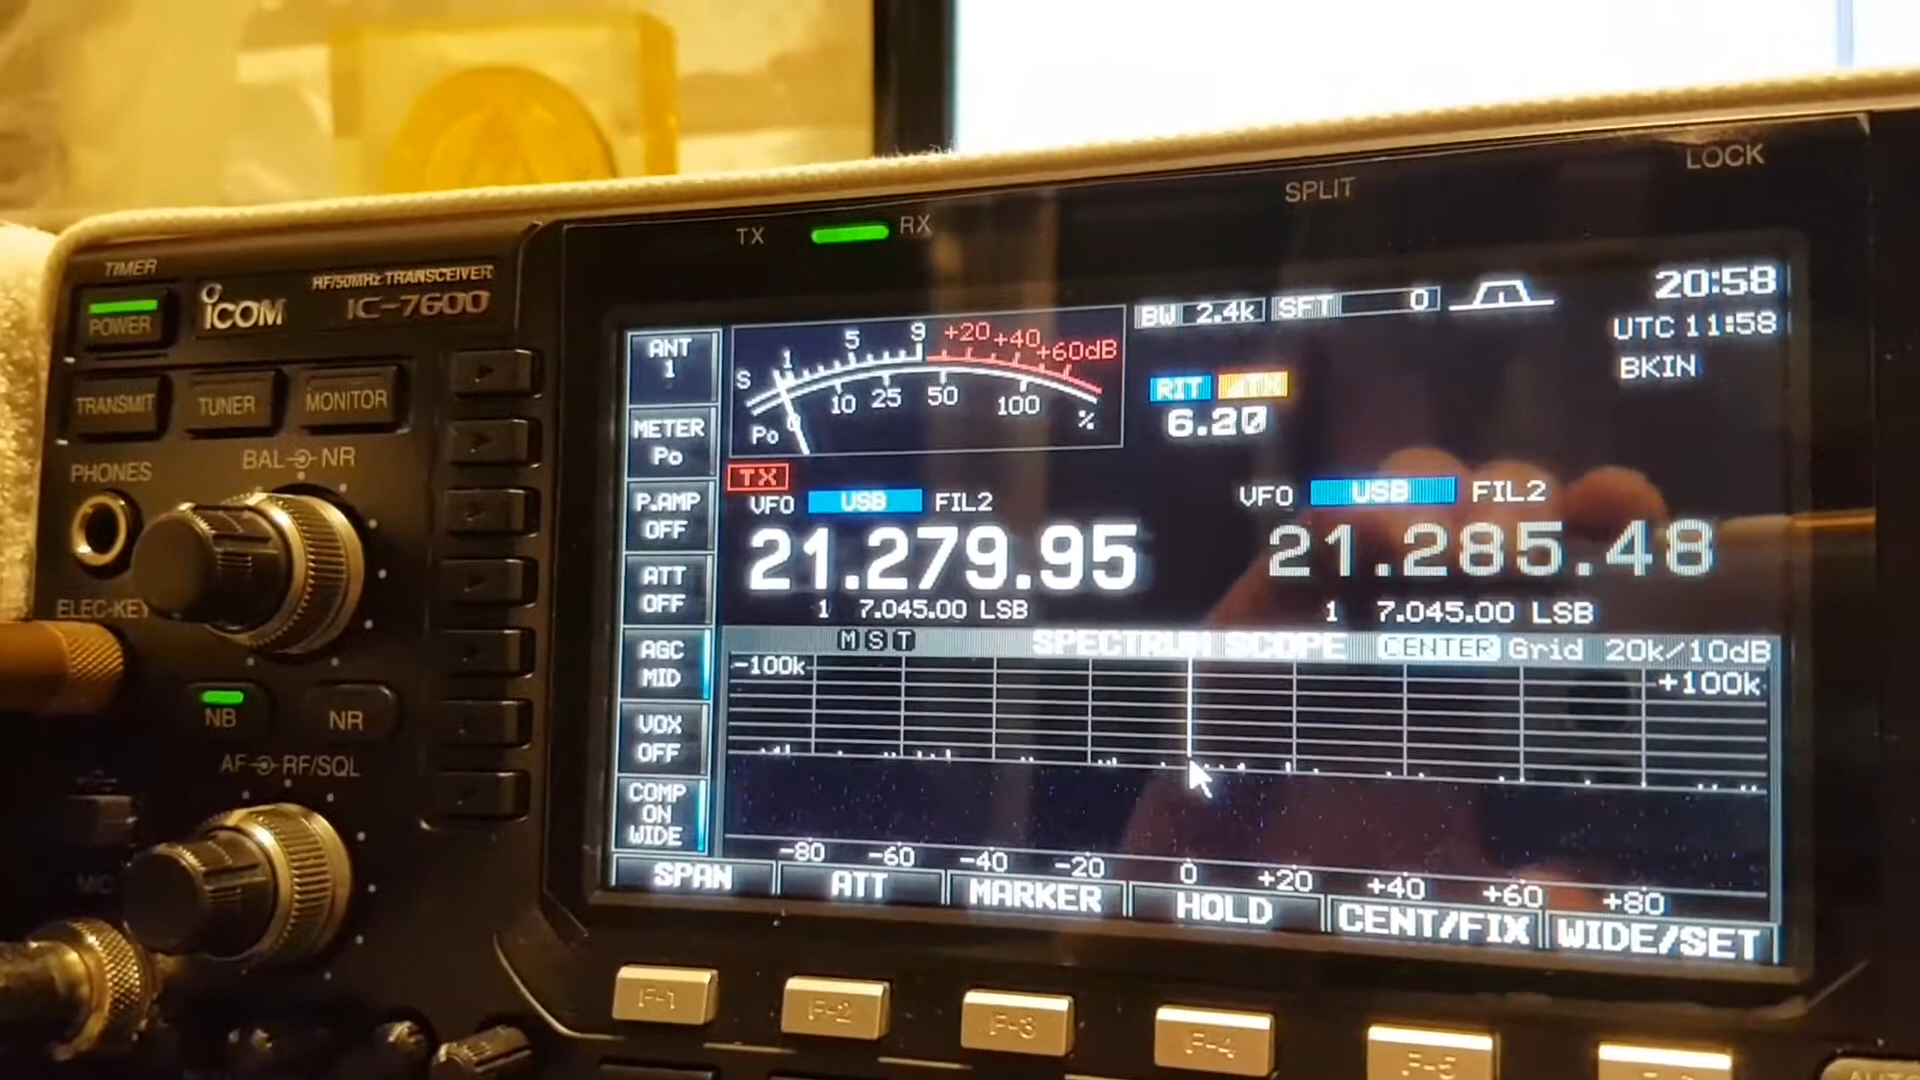 LOCK
SPLIT
TX RX
TIMER
POWER
ICOM
HF/50MHz TRANSCEIVER
IC-7600
TRANSMIT TUNER MONITOR
PHONES
BAL NR
ELEC-KEY
NB NR
AF RF/SQL
MIC
ANT
1
METER
Po
P.AMP
OFF
ATT
OFF
AGC
MID
VOX
OFF
COMP
ON
WIDE
S 1 5 9 +20 +40 +60dB
Po 0 10 25 50 100 %
BW 2.4k SFT 0
20:58
UTC 11:58
BKIN
RIT
6.20
TX
VFO USB FIL2
21.279.95
1 7.045.00 LSB
VFO USB FIL2
21.285.48
1 7.045.00 LSB
M S T SPECTRUM SCOPE CENTER Grid 20k/10dB
-100k +100k
-80 -60 -40 -20 0 +20 +40 +60 +80
SPAN ATT MARKER HOLD CENT/FIX WIDE/SET
F-1 F-2 F-3 F-4 F-5